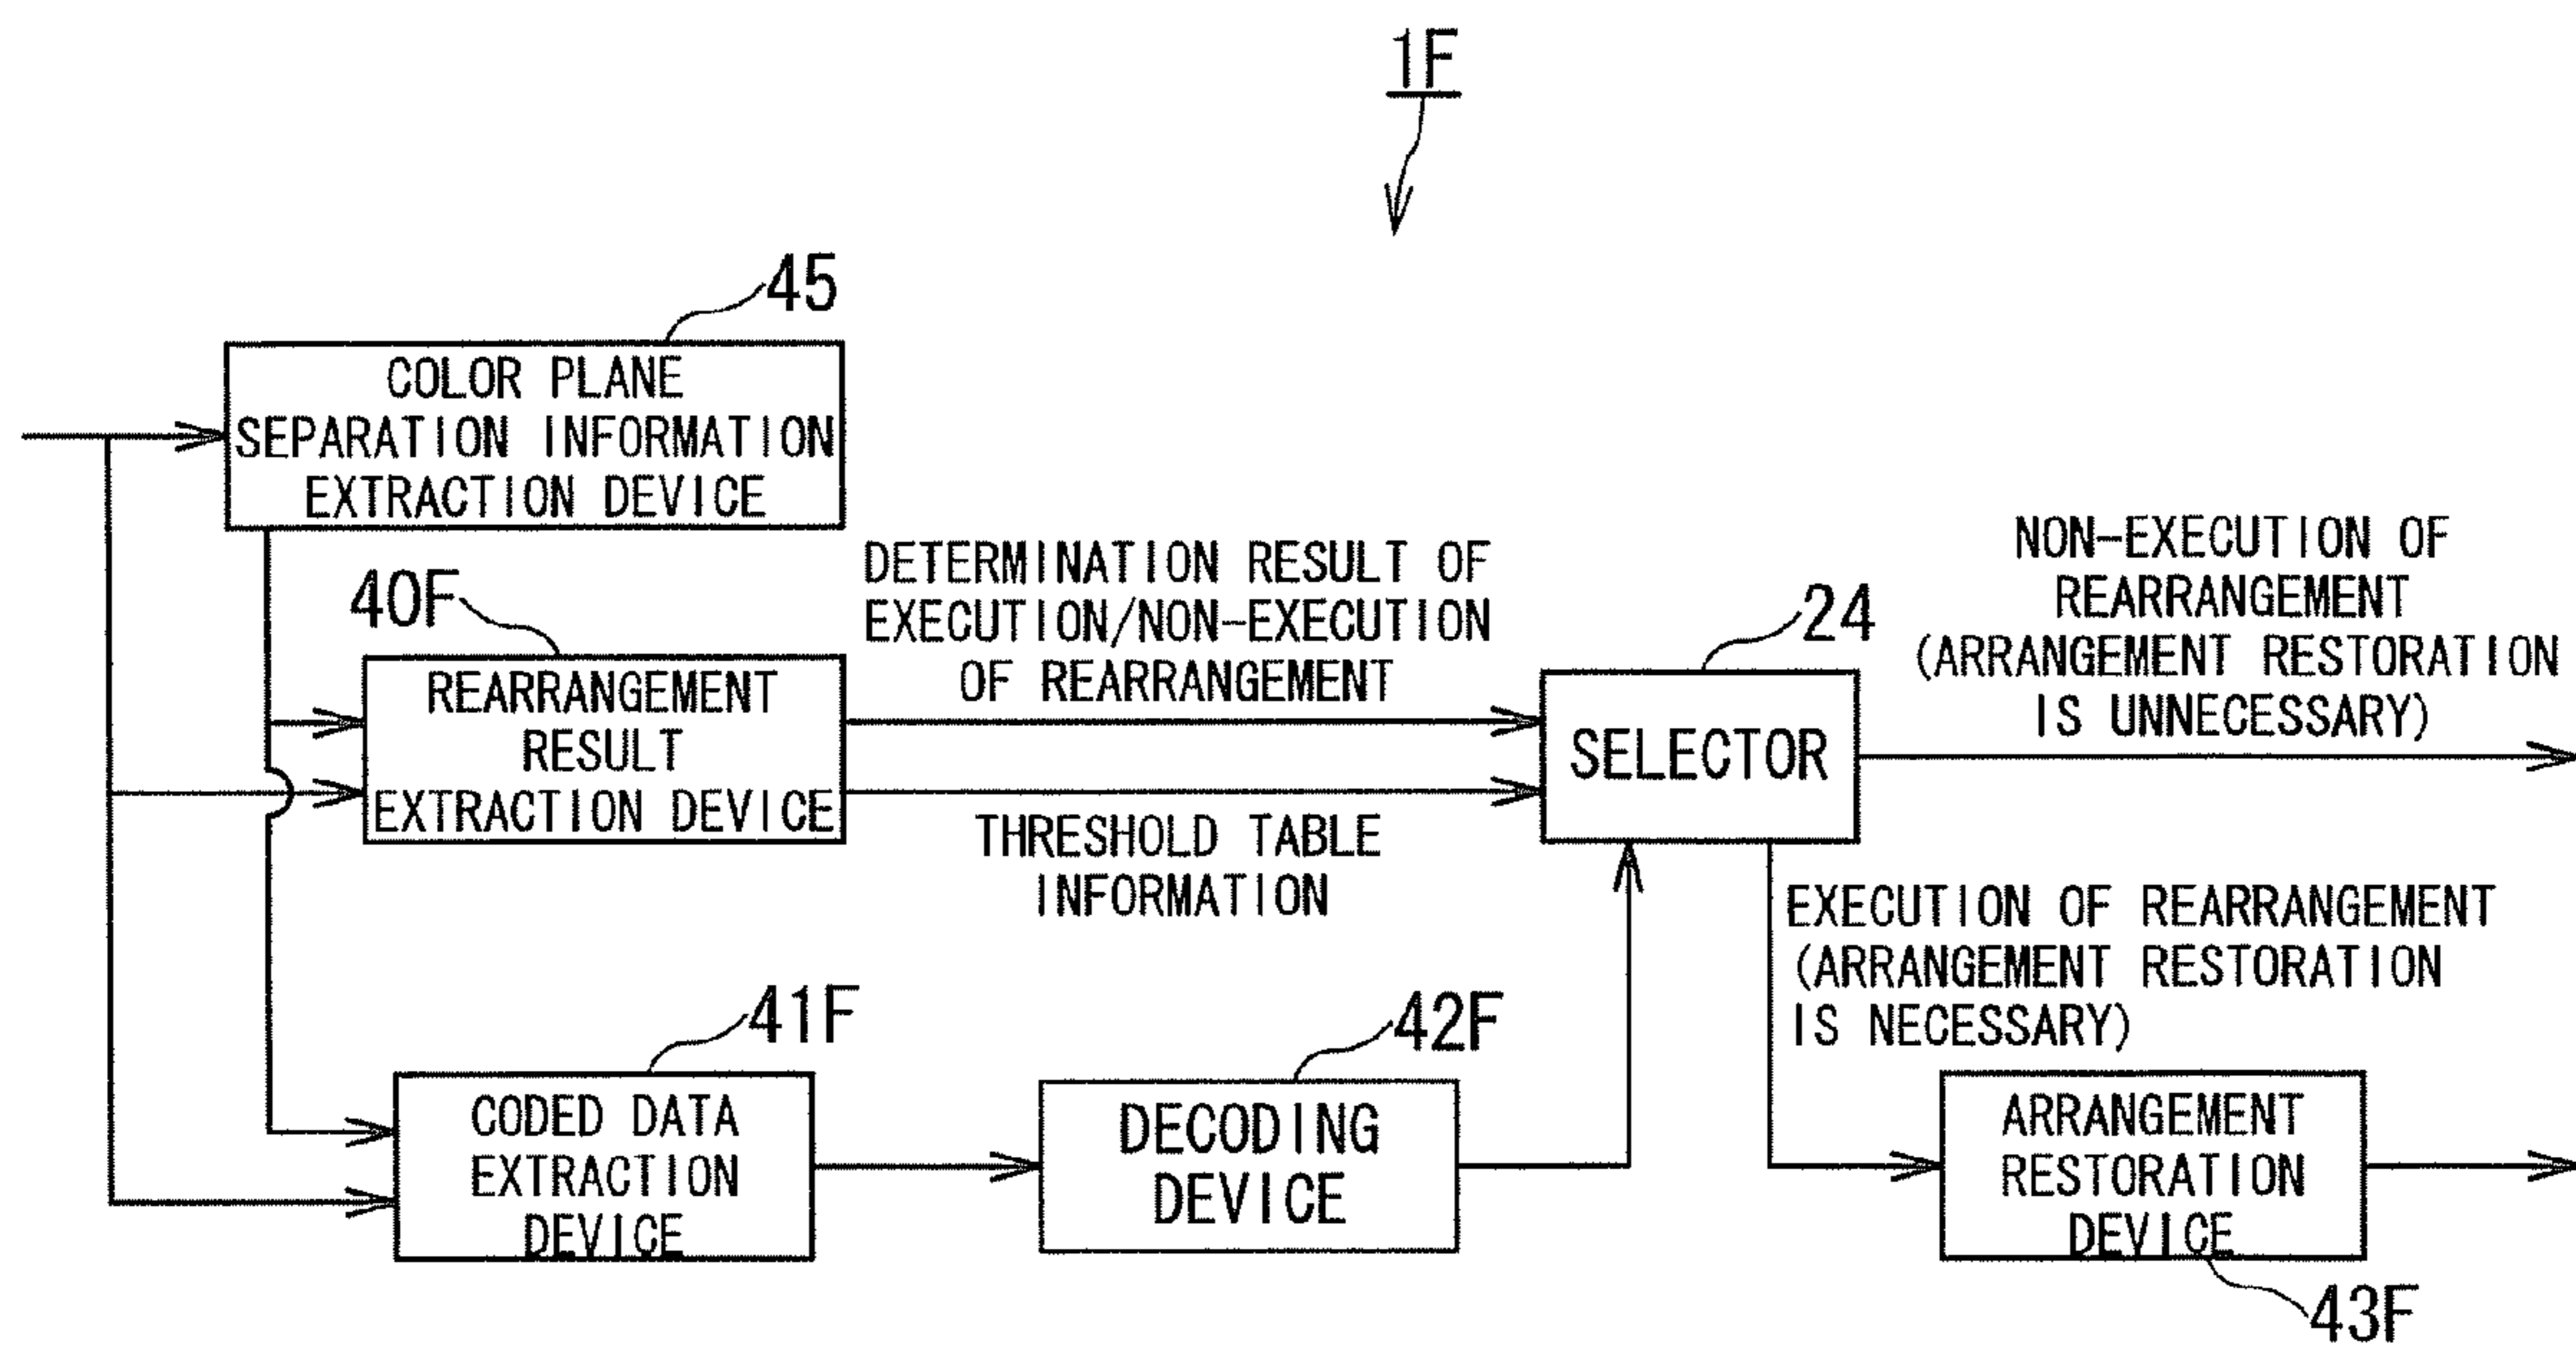 1F
45
COLOR PLANE
SEPARATION INFORMATION
EXTRACTION DEVICE
40F
REARRANGEMENT
RESULT
EXTRACTION DEVICE
DETERMINATION RESULT OF
EXECUTION/NON-EXECUTION
OF REARRANGEMENT
THRESHOLD TABLE
INFORMATION
24
SELECTOR
NON-EXECUTION OF
REARRANGEMENT
(ARRANGEMENT RESTORATION
IS UNNECESSARY)
EXECUTION OF REARRANGEMENT
(ARRANGEMENT RESTORATION
IS NECESSARY)
41F
CODED DATA
EXTRACTION
DEVICE
42F
DECODING
DEVICE
ARRANGEMENT
RESTORATION
DEVICE
43F